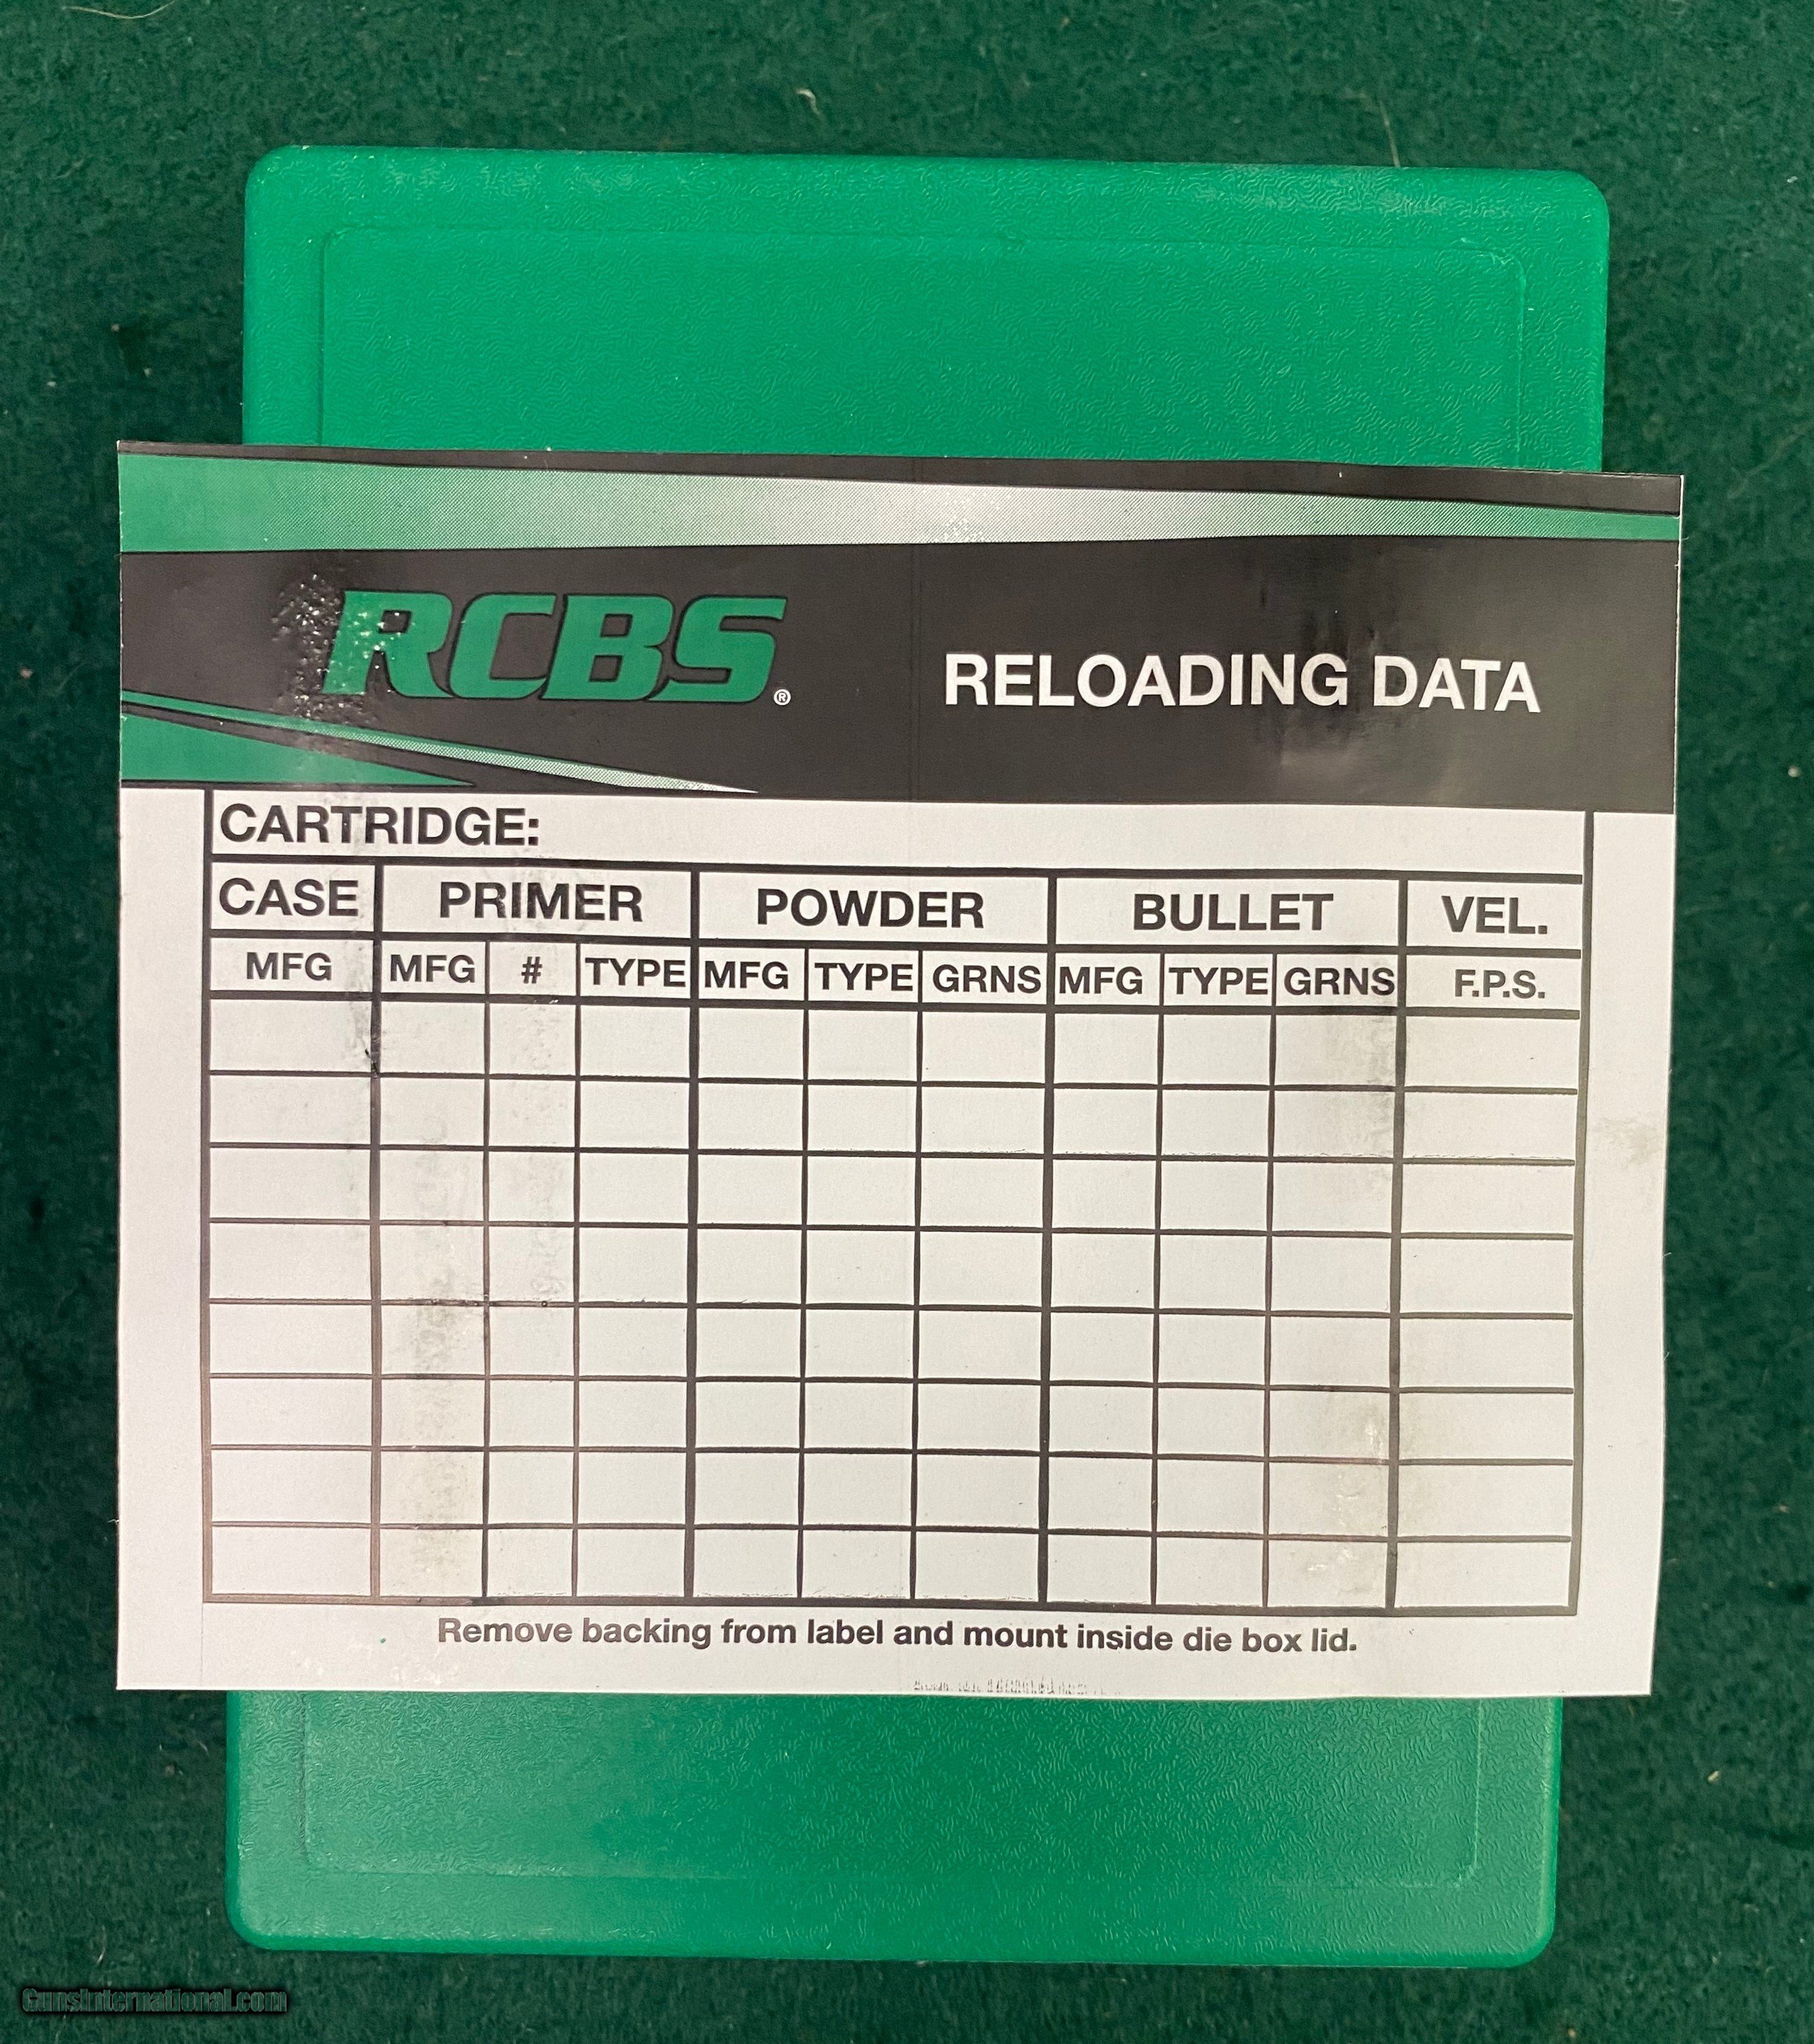 RCBS®
RELOADING DATA
CARTRIDGE:
CASE PRIMER POWDER BULLET VEL.
MFG MFG # TYPE MFG TYPE GRNS MFG TYPE GRNS F.P.S.
Remove backing from label and mount inside die box lid.
GunsInternational.com